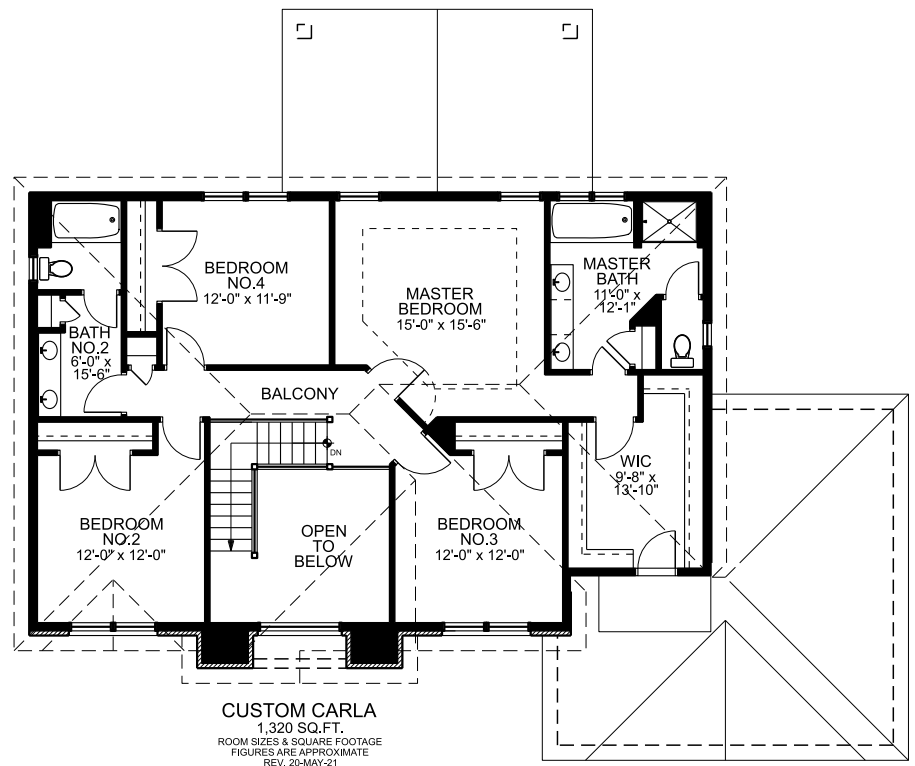 BEDROOM
NO.4
12'-0" x 11'-9"
MASTER
BEDROOM
15'-0" x 15'-6"
MASTER
BATH
11'-0" x
12'-1"
BATH
NO.2
6'-0" x
15'-6"
BALCONY
DN
WIC
9'-8" x
13'-10"
BEDROOM
NO.2
12'-0" x 12'-0"
OPEN
TO
BELOW
BEDROOM
NO.3
12'-0" x 12'-0"
CUSTOM CARLA
1,320 SQ.FT.
ROOM SIZES & SQUARE FOOTAGE
FIGURES ARE APPROXIMATE
REV. 20-MAY-21